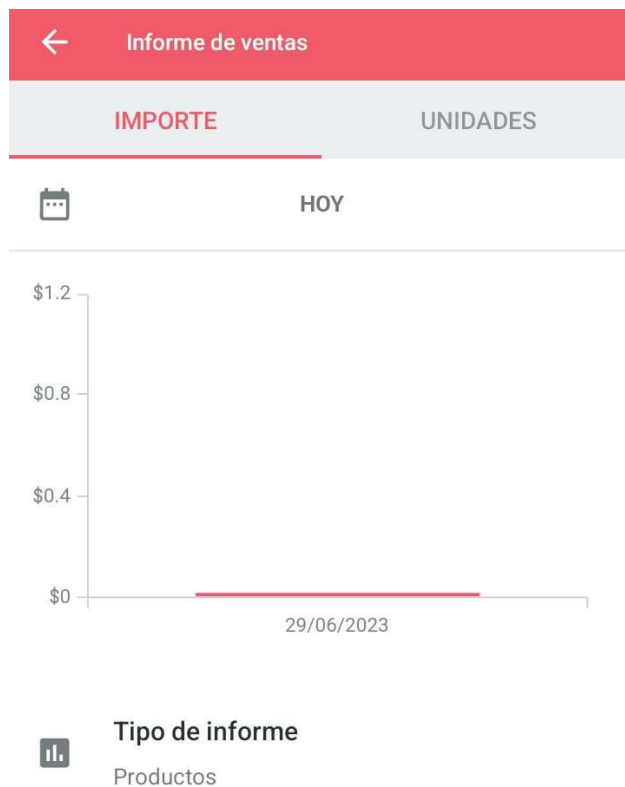 Informe de ventas
IMPORTE UNIDADES
HOY
$1.2
$0.8
$0.4
$0
29/06/2023
Tipo de informe
Productos